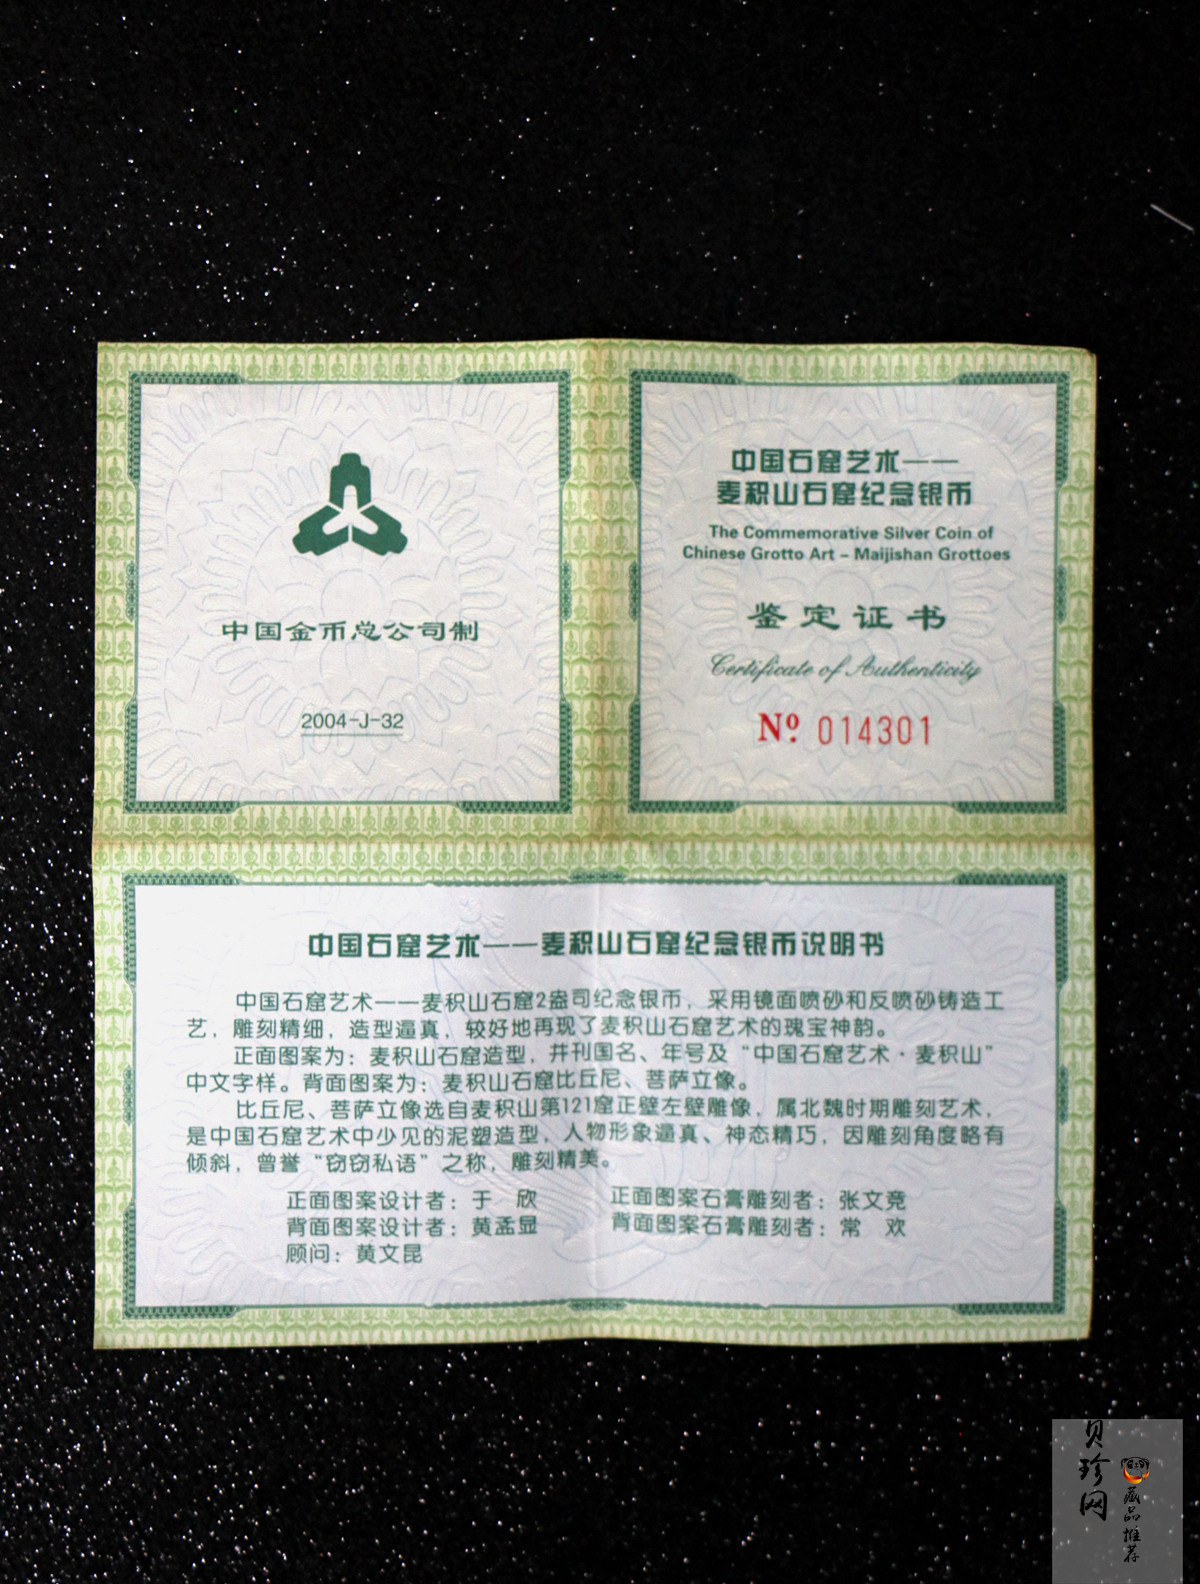 中国金币总公司制
2004-J-32
中国石窟艺术——
麦积山石窟纪念银币
The Commemorative Silver Coin of
Chinese Grotto Art – Maijishan Grottoes
鉴定证书
Certificate of Authenticity
Nº 014301
中国石窟艺术——麦积山石窟纪念银币说明书
中国石窟艺术——麦积山石窟2盎司纪念银币，采用镜面喷砂和反喷砂铸造工
艺，雕刻精细，造型逼真，较好地再现了麦积山石窟艺术的瑰宝神韵。
正面图案为：麦积山石窟造型，并刊国名、年号及“中国石窟艺术·麦积山”
中文字样。背面图案为：麦积山石窟比丘尼、菩萨立像。
比丘尼、菩萨立像选自麦积山第121窟正壁左壁雕像，属北魏时期雕刻艺术，
是中国石窟艺术中少见的泥塑造型，人物形象逼真、神态精巧，因雕刻角度略有
倾斜，曾誉“窃窃私语”之称，雕刻精美。
正面图案设计者：于 欣 正面图案石膏雕刻者：张文竞
背面图案设计者：黄孟显 背面图案石膏雕刻者：常 欢
顾问：黄文昆
贝珍网
藏品推荐